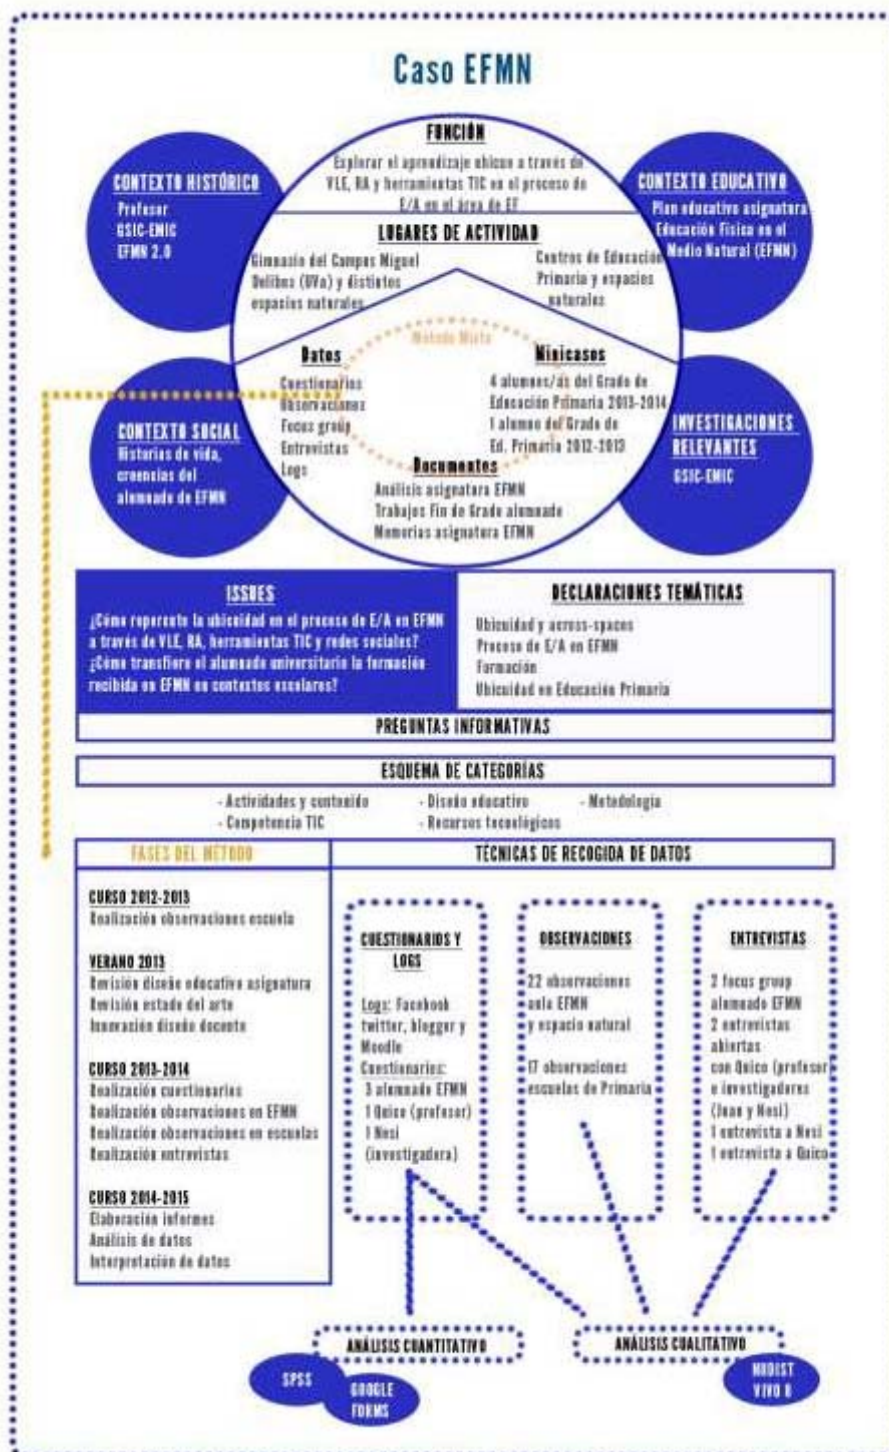 Caso EFMN
FUNCIÓN
Explorar el aprendizaje ubicuo a través de
VLE, RA y herramientas TIC en el proceso de
E/A en el área de EF
CONTEXTO HISTÓRICO
Profesor
GSIC-EMIC
EFMN 2.0
CONTEXTO EDUCATIVO
Plan educativo asignatura
Educación Física en el
Medio Natural (EFMN)
LUGARES DE ACTIVIDAD
Gimnasio del Campus Miguel
Delibes (UVa) y distintos
espacios naturales
Centros de Educación
Primaria y espacios
naturales
Método Mixto
Datos
Cuestionarios
Observaciones
Focus group
Entrevistas
Logs
Minicasos
4 alumnos/as del Grado de
Educación Primaria 2013-2014
1 alumno del Grado de
Ed. Primaria 2012-2013
Documentos
Análisis asignatura EFMN
Trabajos Fin de Grado alumnado
Memorias asignatura EFMN
CONTEXTO SOCIAL
Historias de vida,
creencias del
alumnado de EFMN
INVESTIGACIONES
RELEVANTES
GSIC-EMIC
ISSUES
¿Cómo repercute la ubicuidad en el proceso de E/A en EFMN
a través de VLE, RA, herramientas TIC y redes sociales?
¿Cómo transfiere el alumnado universitario la formación
recibida en EFMN en contextos escolares?
DECLARACIONES TEMÁTICAS
Ubicuidad y across-spaces
Proceso de E/A en EFMN
Formación
Ubicuidad en Educación Primaria
PREGUNTAS INFORMATIVAS
ESQUEMA DE CATEGORÍAS
- Actividades y contenido
- Diseño educativo
- Metodología
- Competencia TIC
- Recursos tecnológicos
FASES DEL MÉTODO
CURSO 2012-2013
Realización observaciones escuela
VERANO 2013
Revisión diseño educativo asignatura
Revisión estado del arte
Innovación diseño docente
CURSO 2013-2014
Realización cuestionarios
Realización observaciones en EFMN
Realización observaciones en escuelas
Realización entrevistas
CURSO 2014-2015
Elaboración informes
Análisis de datos
Interpretación de datos
TÉCNICAS DE RECOGIDA DE DATOS
CUESTIONARIOS Y
LOGS
Logs: Facebook
twitter, blogger y
Moodle
Cuestionarios:
3 alumnado EFMN
1 Quico (profesor)
1 Nesi
(investigadora)
OBSERVACIONES
22 observaciones
aula EFMN
y espacio natural
17 observaciones
escuelas de Primaria
ENTREVISTAS
2 focus group
alumnado EFMN
2 entrevistas
abiertas
con Quico (profesor)
e investigadores
(Juan y Nesi)
1 entrevista a Nesi
1 entrevista a Quico
ANÁLISIS CUANTITATIVO
SPSS
GOOGLE
FORMS
ANÁLISIS CUALITATIVO
NUDIST
VIVO 8